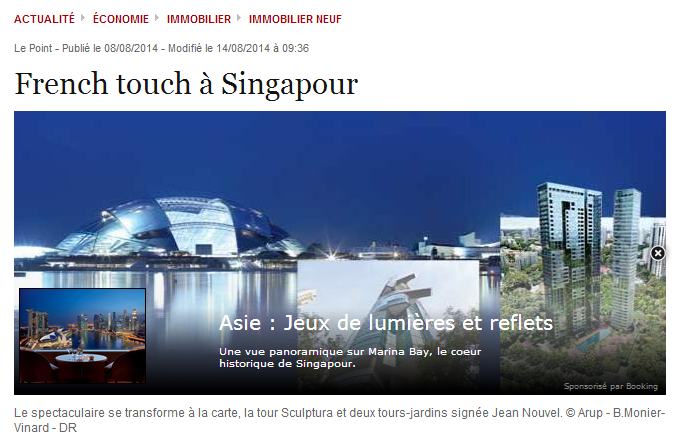 ACTUALITÉ ÉCONOMIE IMMOBILIER IMMOBILIER NEUF
Le Point - Publié le 08/08/2014 - Modifié le 14/08/2014 à 09:36
French touch à Singapour
Asie : Jeux de lumières et reflets
Une vue panoramique sur Marina Bay, le coeur
historique de Singapour.
Sponsorisé par Booking
Le spectaculaire se transforme à la carte, la tour Sculptura et deux tours-jardins signée Jean Nouvel. © Arup - B.Monier-
Vinard - DR